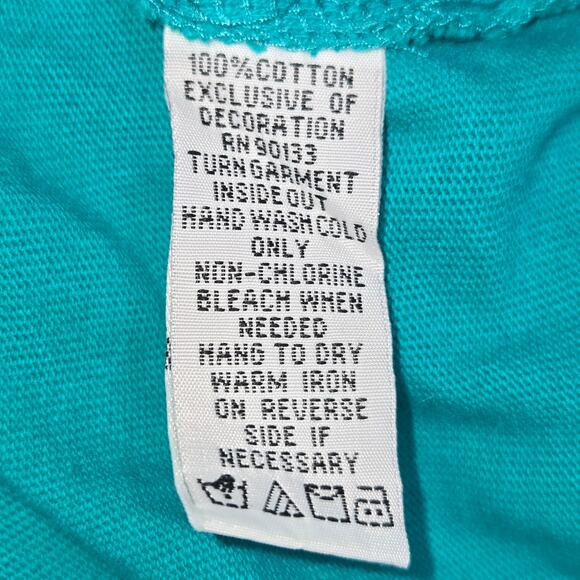 100% COTTON
EXCLUSIVE OF
DECORATION
RN 90133
TURN GARMENT
INSIDE OUT
HAND WASH COLD
ONLY
NON-CHLORINE
BLEACH WHEN
NEEDED
HANG TO DRY
WARM IRON
ON REVERSE
SIDE IF
NECESSARY